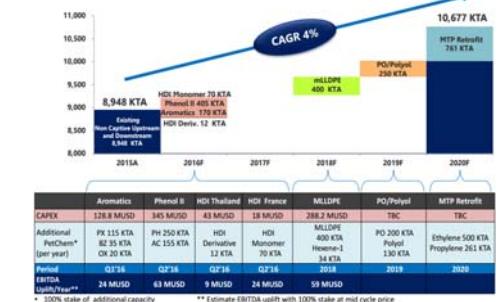 11,000
10,500
10,000
9,500
9,000
8,500
8,000
10,677 KTA
CAGR 4%
MTP Retrofit
761 KTA
PO/Polyol
250 KTA
mLLDPE
400 KTA
8,948 KTA
HDI Monomer 70 KTA
Phenol II 405 KTA
Aromatics 170 KTA
HDI Deriv. 12 KTA
Existing
Non Captive Upstream
and Downstream
8,948 KTA
2015A 2016F 2017F 2018F 2019F 2020F
Aromatics Phenol II HDI Thailand HDI France MLLDPE PO/Polyol MTP Retrofit
CAPEX 128.8 MUSD 345 MUSD 43 MUSD 18 MUSD 288.2 MUSD TBC TBC
Additional PetChem* (per year) PX 115 KTA BZ 35 KTA OX 20 KTA PH 250 KTA AC 155 KTA HDI Derivative 12 KTA HDI Monomer 70 KTA MLLDPE 400 KTA Hexene-1 34 KTA PO 200 KTA Polyol 130 KTA Ethylene 500 KTA Propylene 261 KTA
Period Q1'16 Q2'16 Q2'16 Q2'16 2018 2019 2020
EBITDA Uplift/Year** 24 MUSD 63 MUSD 9 MUSD 24 MUSD 59 MUSD
* 100% stake of additional capacity ** Estimate EBITDA uplift with 100% stake at mid cycle price